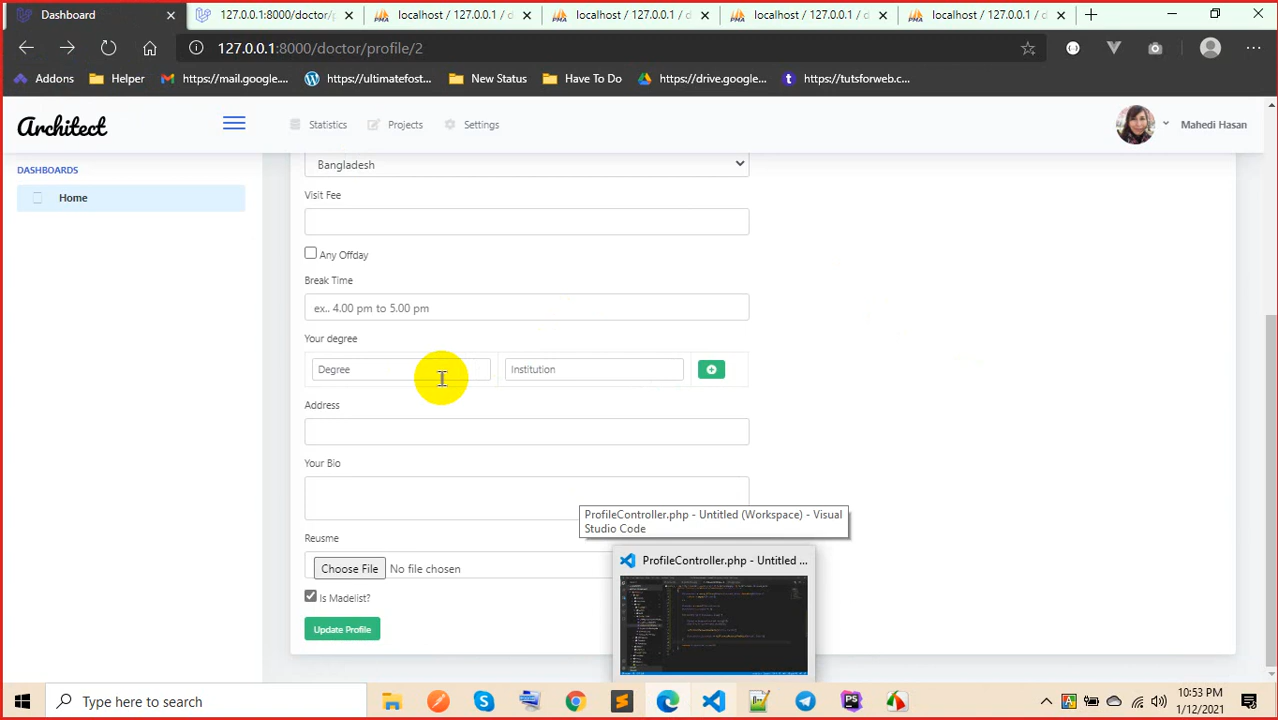 Dashboard
127.0.0.1:8000/doctor/p
localhost / 127.0.0.1 / d
localhost / 127.0.0.1 / d
localhost / 127.0.0.1 / d
localhost / 127.0.0.1 / d
127.0.0.1:8000/doctor/profile/2
Addons
Helper
https://mail.google....
https://ultimatefost...
New Status
Have To Do
https://drive.google...
https://tutsforweb.c...
Architect
Statistics
Projects
Settings
Mahedi Hasan
DASHBOARDS
Home
Bangladesh
Visit Fee
Any Offday
Break Time
ex.. 4.00 pm to 5.00 pm
Your degree
Degree
Institution
Address
Your Bio
ProfileController.php - Untitled (Workspace) - Visual
Studio Code
Reusme
Choose File No file chosen
ProfileController.php - Untitled ...
Is Madelist?
Update Profile
Type here to search
10:53 PM
1/12/2021